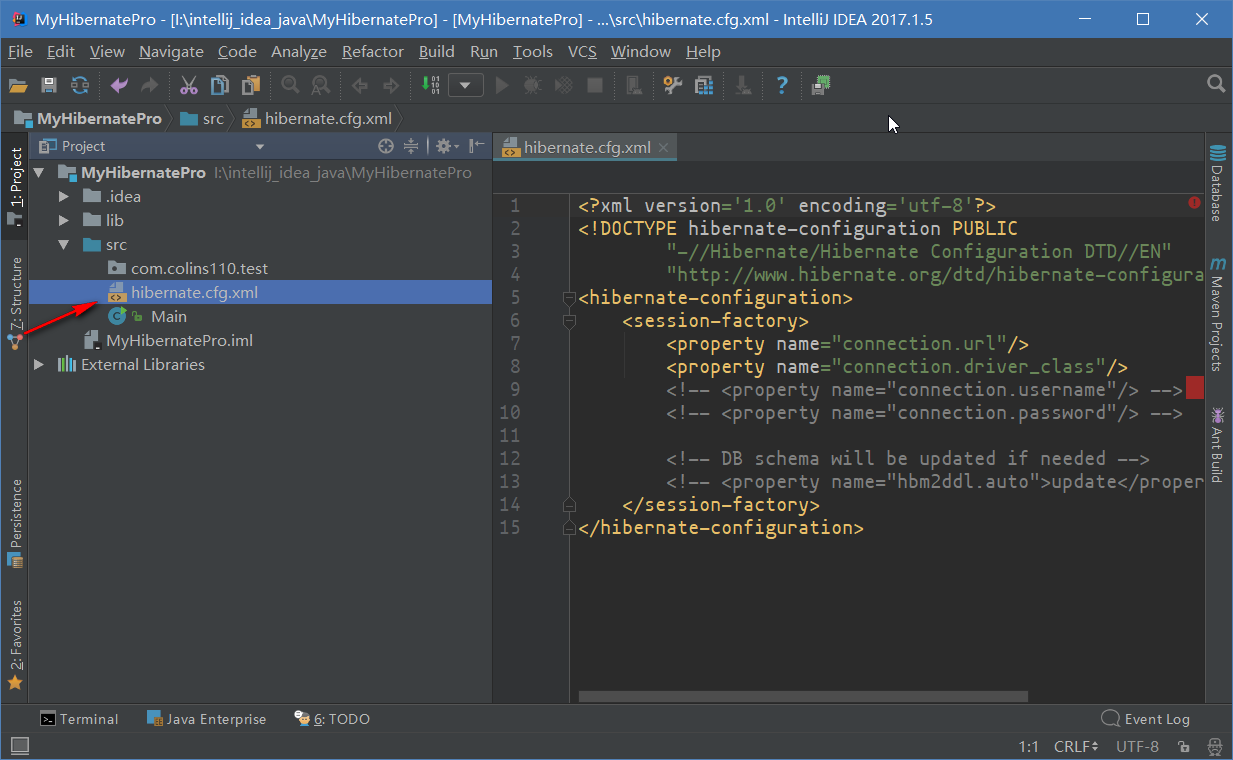 MyHibernatePro - [I:\intellij_idea_java\MyHibernatePro] - [MyHibernatePro] - ...\src\hibernate.cfg.xml - IntelliJ IDEA 2017.1.5
File Edit View Navigate Code Analyze Refactor Build Run Tools VCS Window Help
MyHibernatePro src hibernate.cfg.xml
1: Project
7: Structure
Persistence
2: Favorites
Project
MyHibernatePro I:\intellij_idea_java\MyHibernatePro
.idea
lib
src
com.colins110.test
hibernate.cfg.xml
Main
MyHibernatePro.iml
External Libraries
hibernate.cfg.xml
1 <?xml version='1.0' encoding='utf-8'?>
2 <!DOCTYPE hibernate-configuration PUBLIC
3 "-//Hibernate/Hibernate Configuration DTD//EN"
4 "http://www.hibernate.org/dtd/hibernate-configura
5 <hibernate-configuration>
6 <session-factory>
7 <property name="connection.url"/>
8 <property name="connection.driver_class"/>
9 <!-- <property name="connection.username"/> -->
10 <!-- <property name="connection.password"/> -->
11
12 <!-- DB schema will be updated if needed -->
13 <!-- <property name="hbm2ddl.auto">update</proper
14 </session-factory>
15 </hibernate-configuration>
Database
Maven Projects
Ant Build
Terminal Java Enterprise 6: TODO Event Log
1:1 CRLF UTF-8